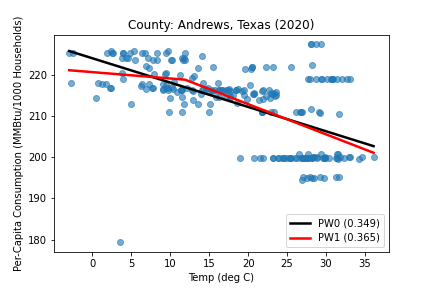 County: Andrews, Texas (2020)
Per-Capita Consumption (MMBtu/1000 Households)
220
210
200
190
180
0 5 10 15 20 25 30 35
Temp (deg C)
PW0 (0.349)
PW1 (0.365)